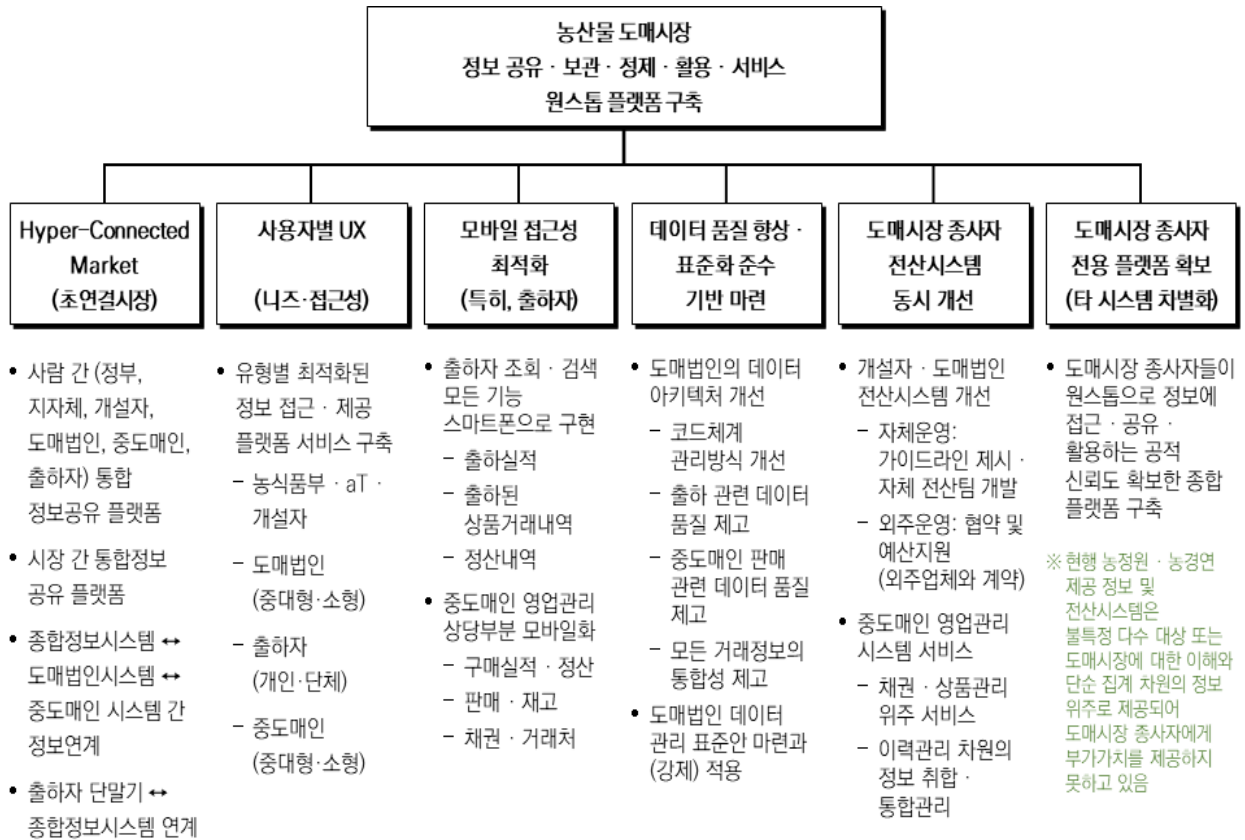 농산물 도매시장
정보 공유 · 보관 · 정제 · 활용 · 서비스
원스톱 플랫폼 구축
Hyper-Connected
Market
(초연결시장)
사용자별 UX
(니즈·접근성)
모바일 접근성
최적화
(특히, 출하자)
데이터 품질 향상 ·
표준화 준수
기반 마련
도매시장 종사자
전산시스템
동시 개선
도매시장 종사자
전용 플랫폼 확보
(타 시스템 차별화)
• 사람 간 (정부,
지자체, 개설자,
도매법인, 중도매인,
출하자) 통합
정보공유 플랫폼
• 시장 간 통합정보
공유 플랫폼
• 종합정보시스템 ↔
도매법인시스템 ↔
중도매인 시스템 간
정보연계
• 출하자 단말기 ↔
종합정보시스템 연계
• 유형별 최적화된
정보 접근 · 제공
플랫폼 서비스 구축
– 농식품부 · aT ·
개설자
– 도매법인
(중대형·소형)
– 출하자
(개인·단체)
– 중도매인
(중대형·소형)
• 출하자 조회 · 검색
모든 기능
스마트폰으로 구현
– 출하실적
– 출하된
상품거래내역
– 정산내역
• 중도매인 영업관리
상당부분 모바일화
– 구매실적 · 정산
– 판매 · 재고
– 채권 · 거래처
• 도매법인의 데이터
아키텍처 개선
– 코드체계
관리방식 개선
– 출하 관련 데이터
품질 제고
– 중도매인 판매
관련 데이터 품질
제고
– 모든 거래정보의
통합성 제고
• 도매법인 데이터
관리 표준안 마련과
(강제) 적용
• 개설자 · 도매법인
전산시스템 개선
– 자체운영:
가이드라인 제시 ·
자체 전산팀 개발
– 외주운영: 협약 및
예산지원
(외주업체와 계약)
• 중도매인 영업관리
시스템 서비스
– 채권 · 상품관리
위주 서비스
– 이력관리 차원의
정보 취합 ·
통합관리
• 도매시장 종사자들이
원스톱으로 정보에
접근 · 공유 ·
활용하는 공적
신뢰도 확보한 종합
플랫폼 구축
※ 현행 농정원 · 농경연
제공 정보 및
전산시스템은
불특정 다수 대상 또는
도매시장에 대한 이해와
단순 집계 차원의 정보
위주로 제공되어
도매시장 종사자에게
부가가치를 제공하지
못하고 있음